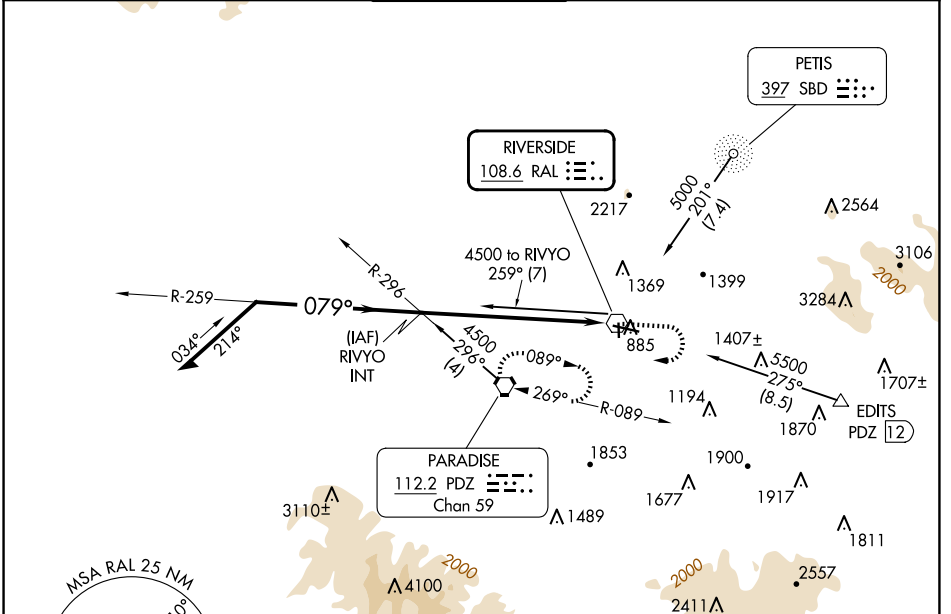 PETIS
397 SBD
RIVERSIDE
108.6 RAL
5000
201°
(7.4)
2217
2564
3106
2000
4500 to RIVYO
259° (7)
R-296
1369
1399
3284
R-259
079°
034°
214°
(IAF)
RIVYO
INT
4500
296°
(4)
885
089°
269°
R-089
1407±
5500
275°
(8.5)
1707±
1194
EDITS
PDZ 12
1870
PARADISE
112.2 PDZ
Chan 59
1853
1900
1677
1917
3110±
1489
1811
MSA RAL 25 NM
0°
2000
4100
2000
2557
2411